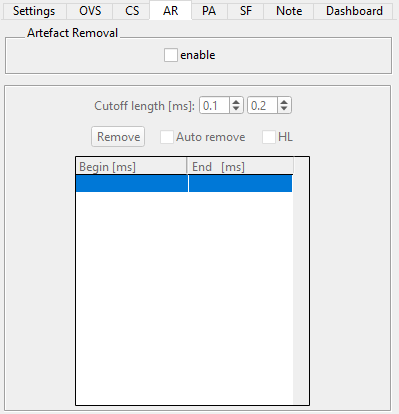 Settings OVS CS AR PA SF Note Dashboard
Artefact Removal
enable
Cutoff length [ms]: 0.1 0.2
Remove Auto remove HL
Begin [ms] End [ms]